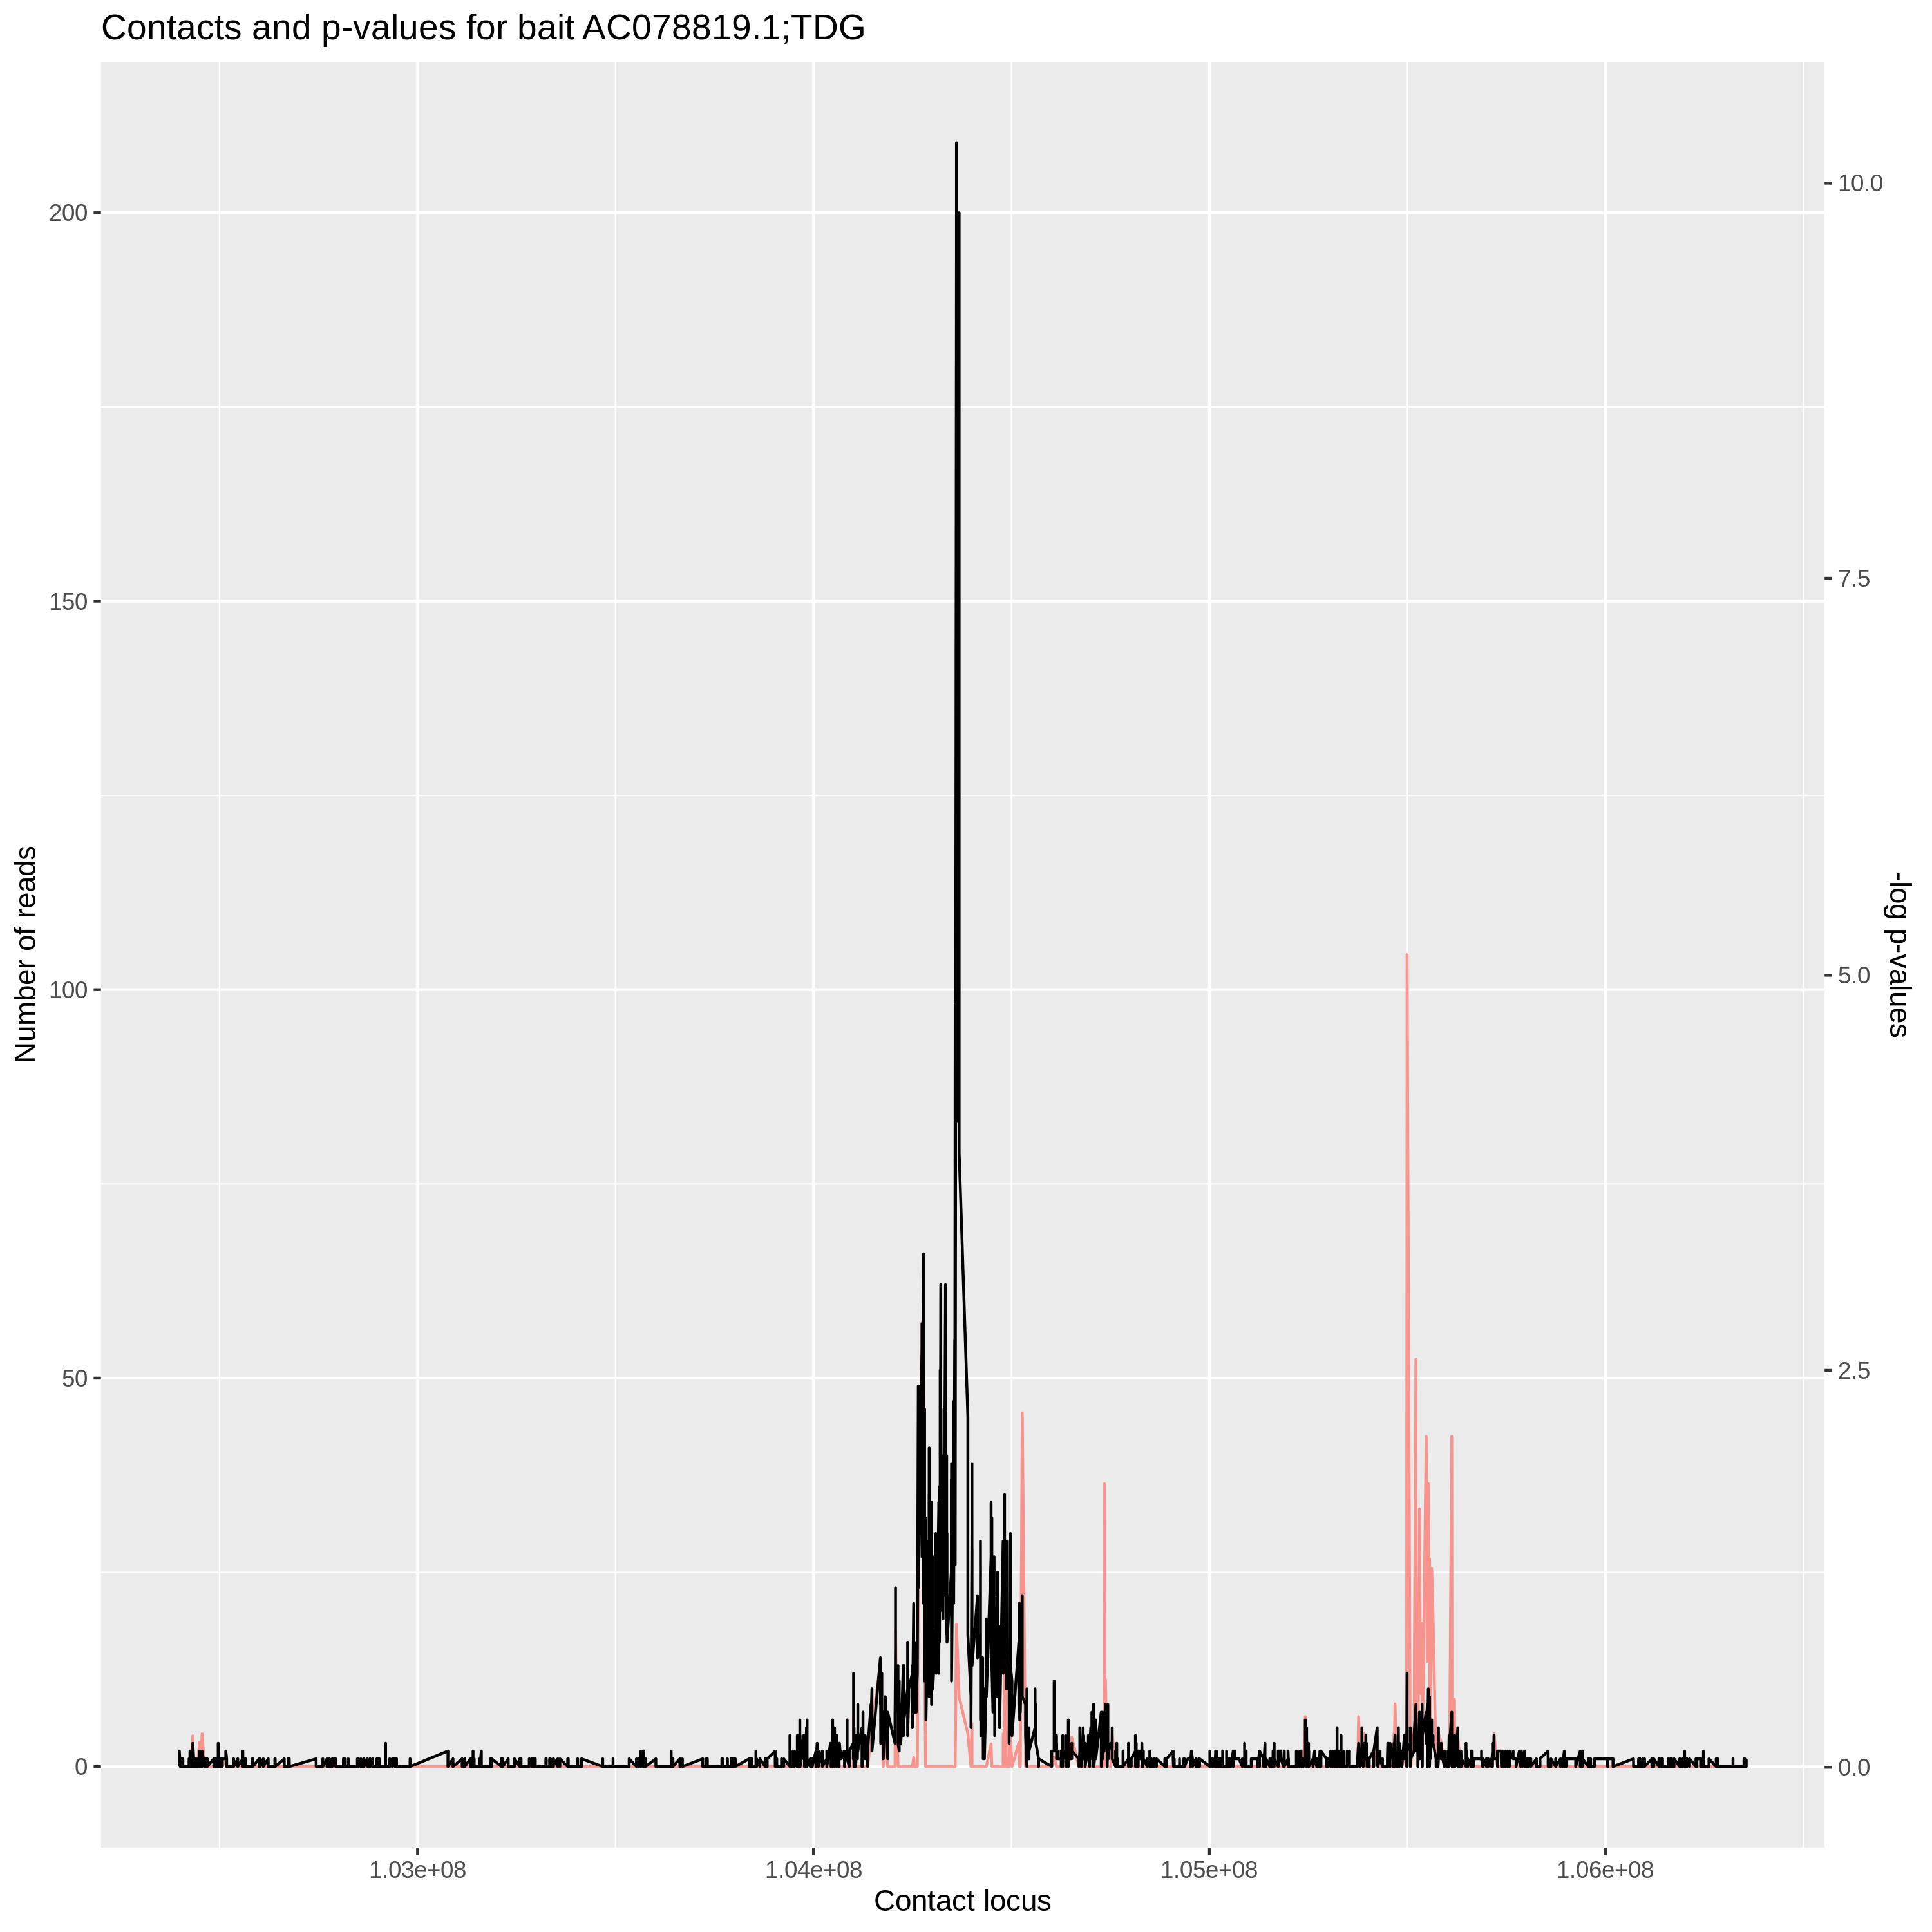 Contacts and p-values for bait AC078819.1;TDG
200
150
100
50
0
Number of reads
10.0
7.5
5.0
2.5
0.0
-log p-values
1.03e+08
1.04e+08
1.05e+08
1.06e+08
Contact locus